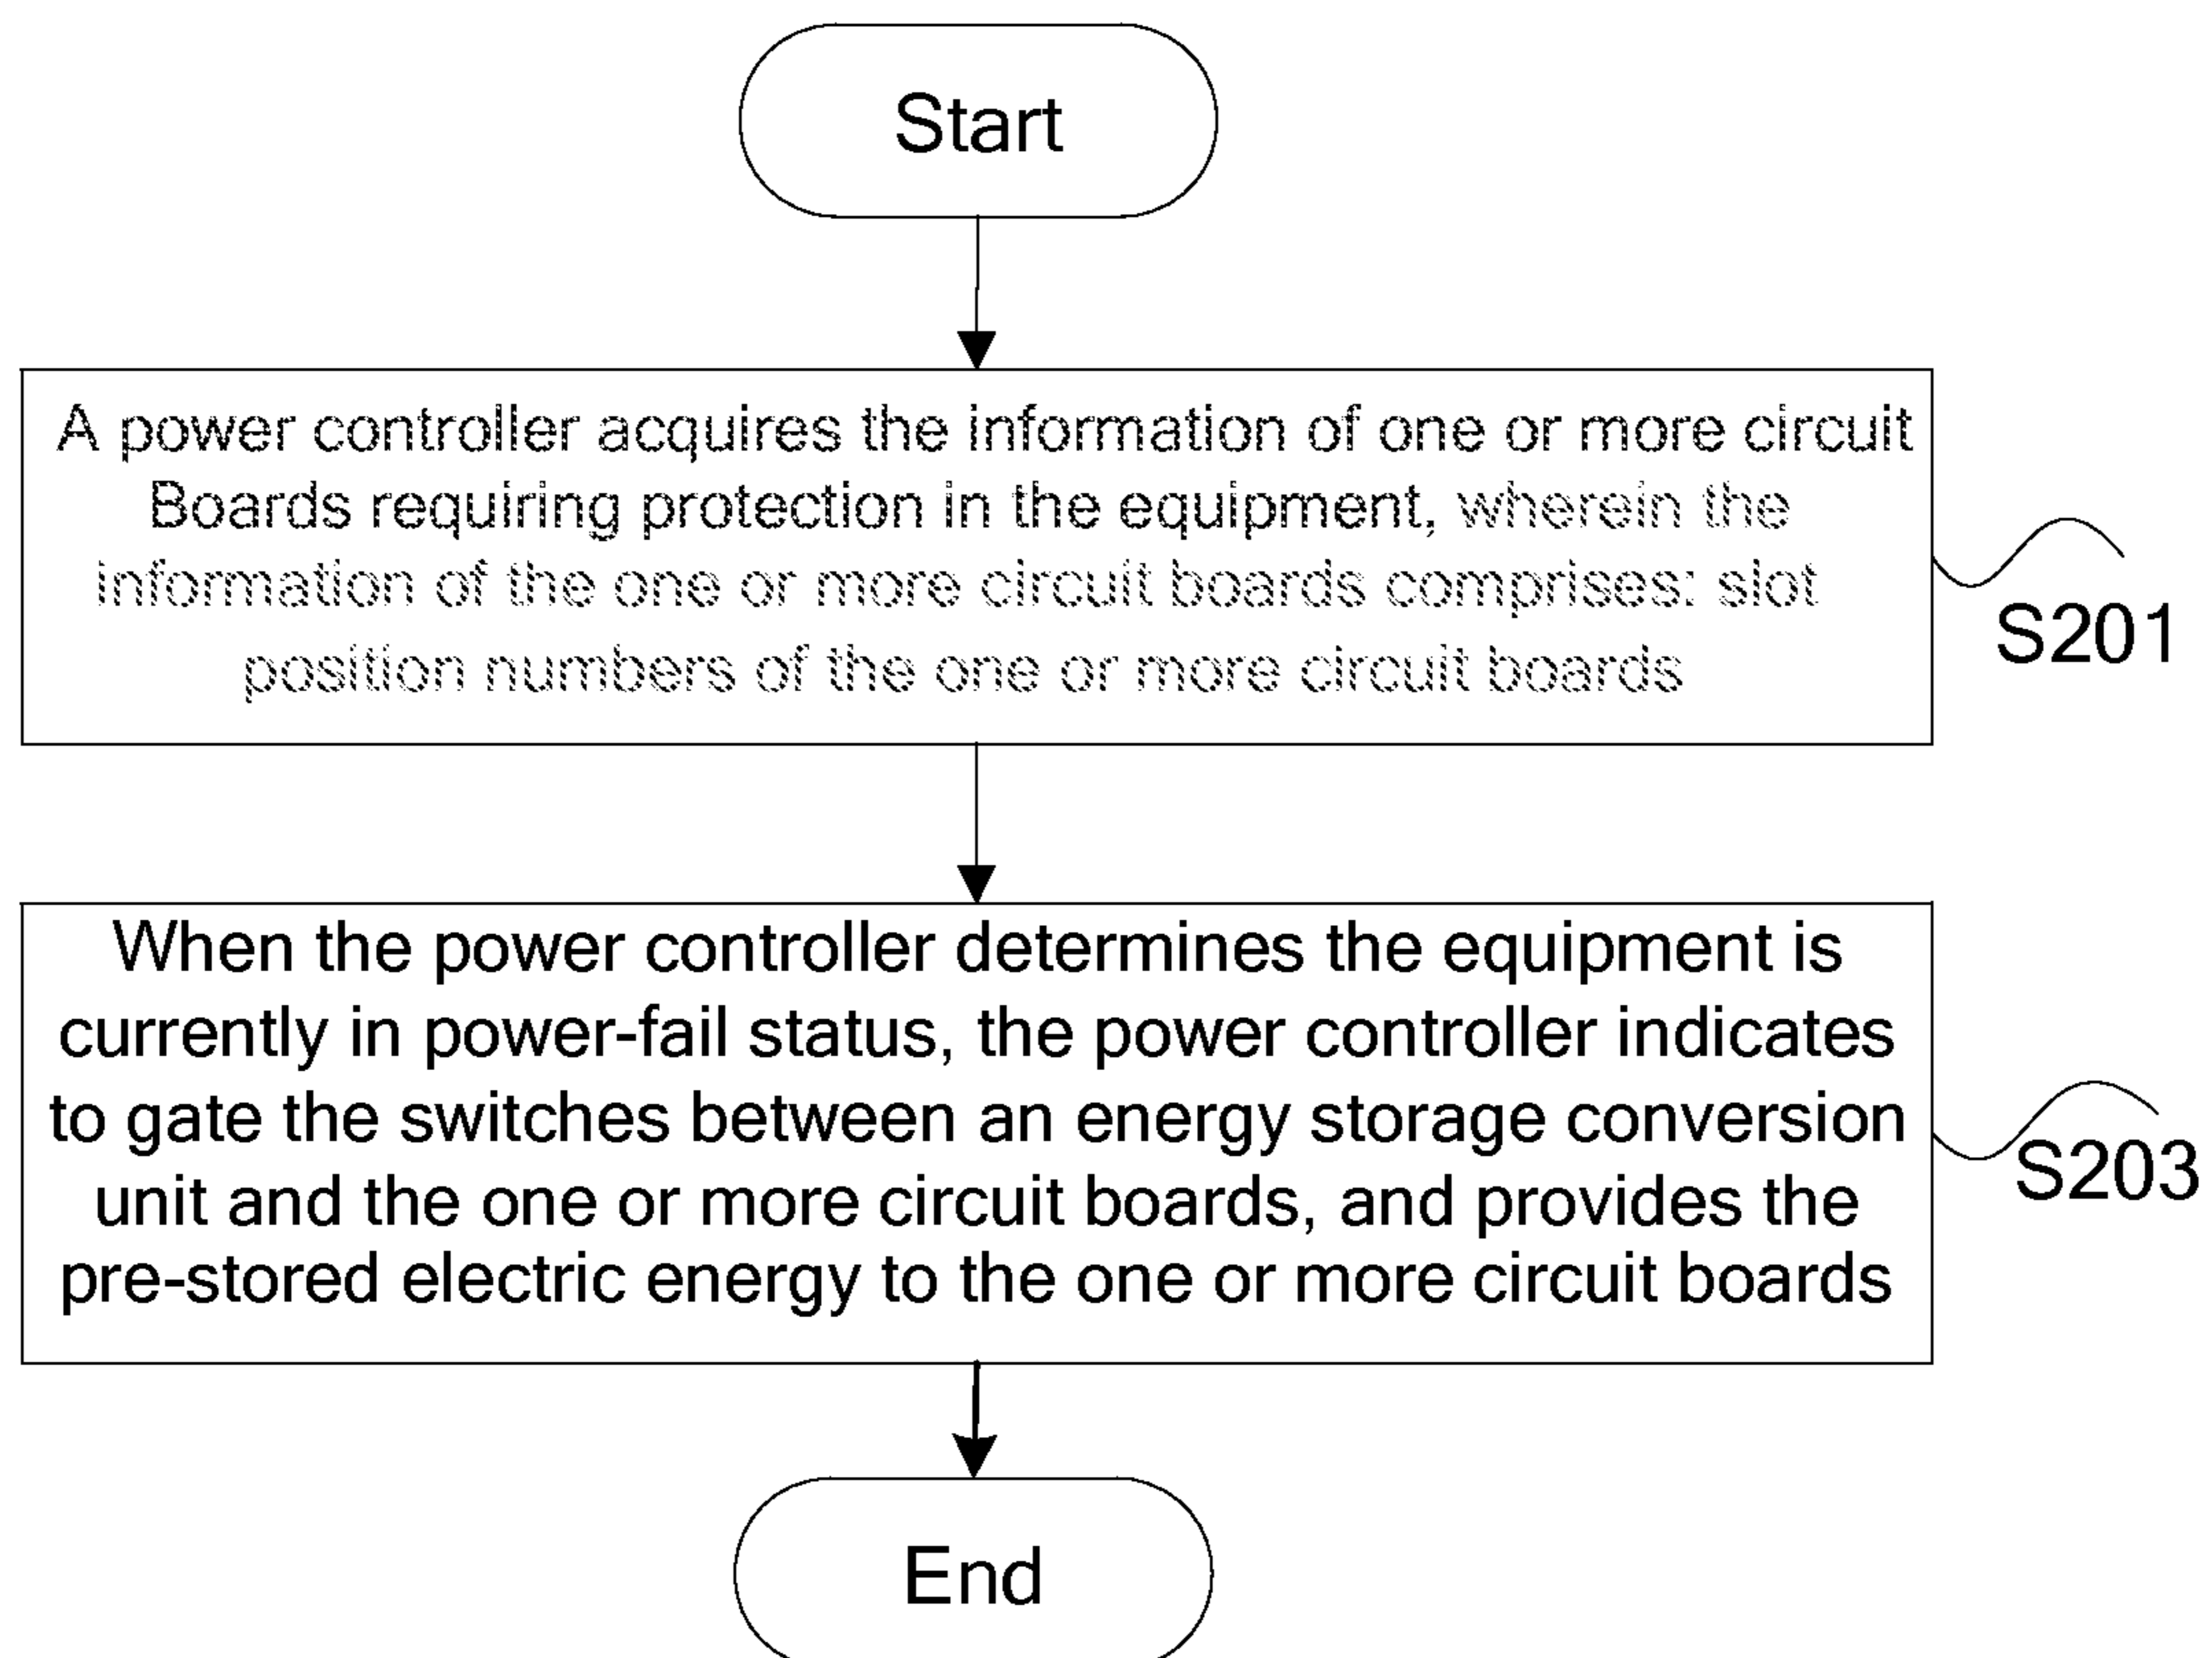 Start
A power controller acquires the information of one or more circuit
Boards requiring protection in the equipment, wherein the
information of the one or more circuit boards comprises: slot
position numbers of the one or more circuit boards
S201
When the power controller determines the equipment is
currently in power-fail status, the power controller indicates
to gate the switches between an energy storage conversion
unit and the one or more circuit boards, and provides the
pre-stored electric energy to the one or more circuit boards
S203
End